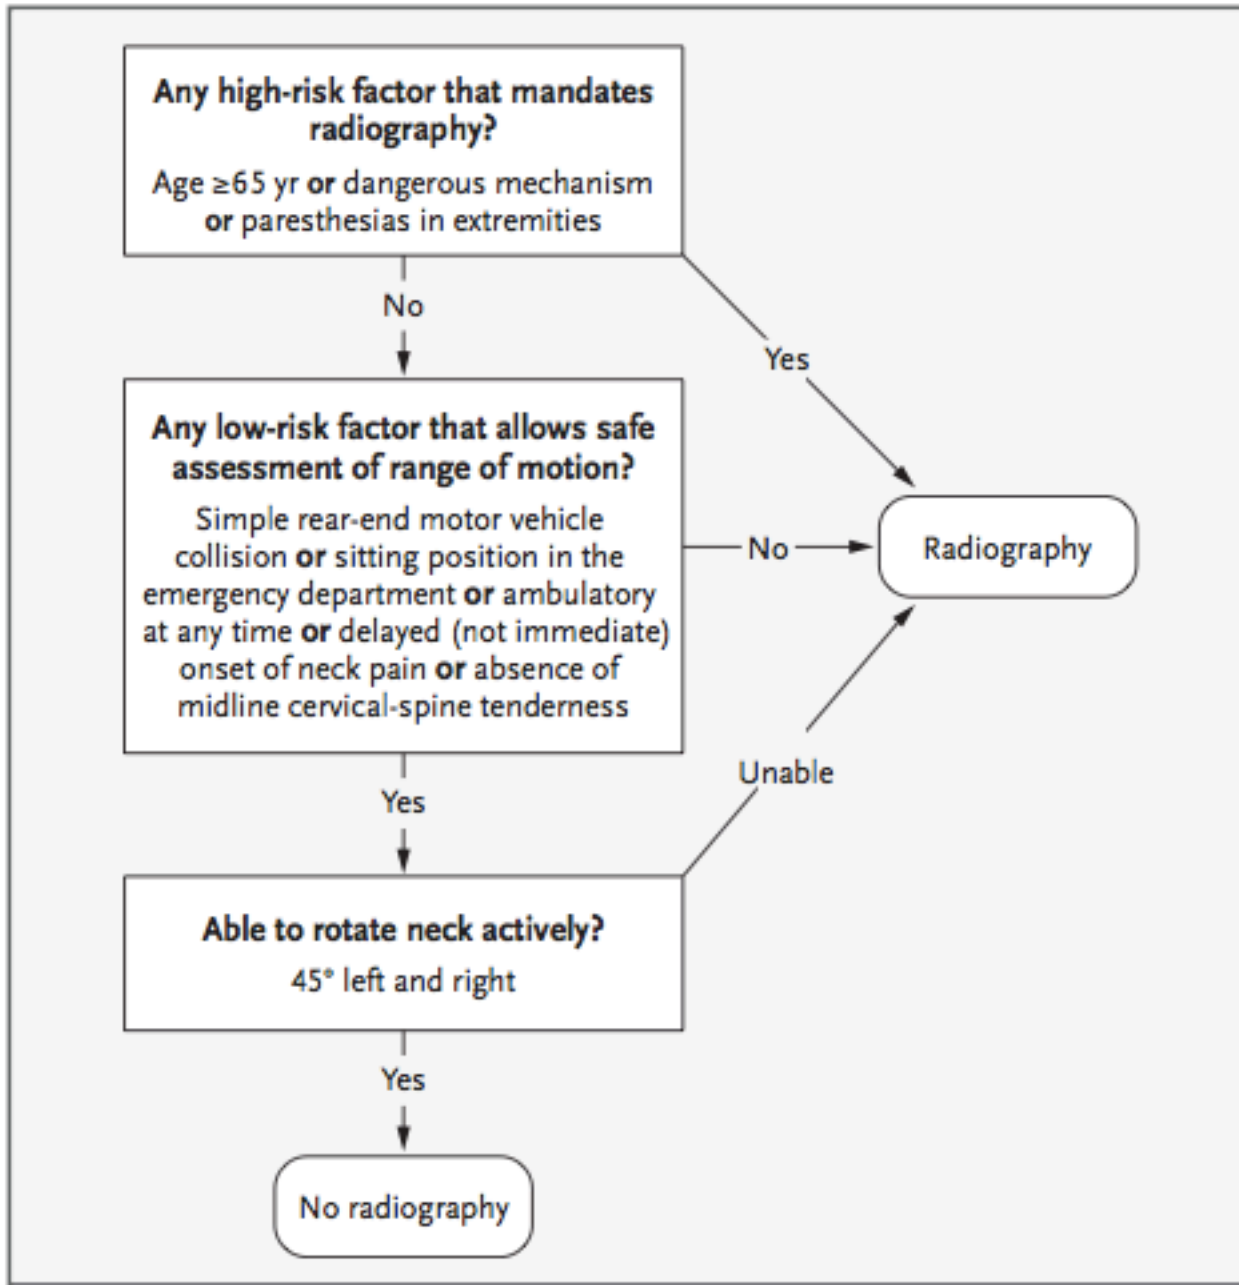 Any high-risk factor that mandates
radiography?
Age ≥65 yr or dangerous mechanism
or paresthesias in extremities
No
Yes
Any low-risk factor that allows safe
assessment of range of motion?
Simple rear-end motor vehicle
collision or sitting position in the
emergency department or ambulatory
at any time or delayed (not immediate)
onset of neck pain or absence of
midline cervical-spine tenderness
No
Radiography
Yes
Unable
Able to rotate neck actively?
45° left and right
Yes
No radiography